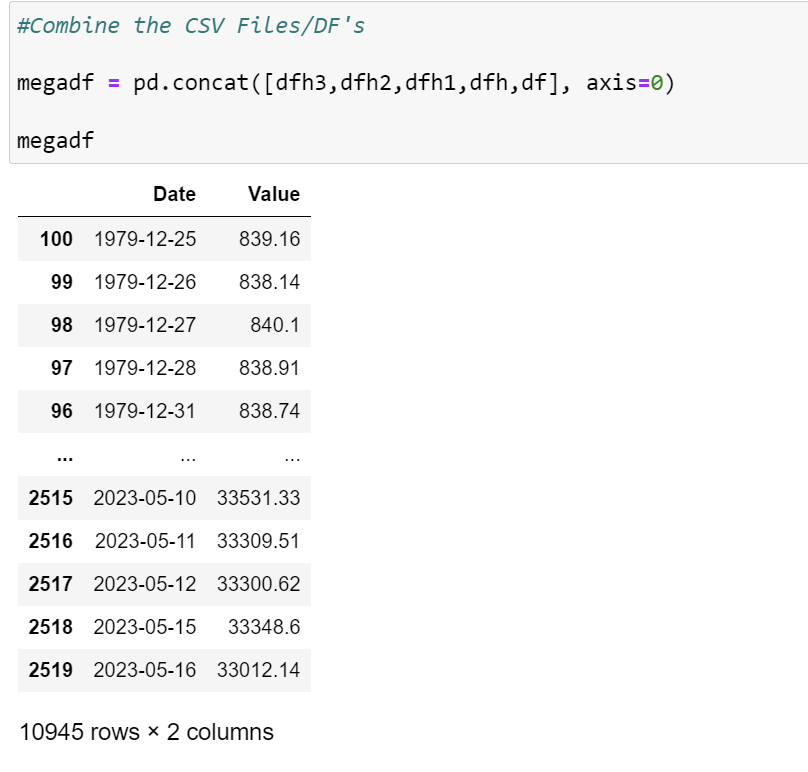 #Combine the CSV Files/DF's
megadf = pd.concat([dfh3,dfh2,dfh1,dfh,df], axis=0)
megadf
Date Value
100 1979-12-25 839.16
99 1979-12-26 838.14
98 1979-12-27 840.1
97 1979-12-28 838.91
96 1979-12-31 838.74
... ... ...
2515 2023-05-10 33531.33
2516 2023-05-11 33309.51
2517 2023-05-12 33300.62
2518 2023-05-15 33348.6
2519 2023-05-16 33012.14
10945 rows × 2 columns